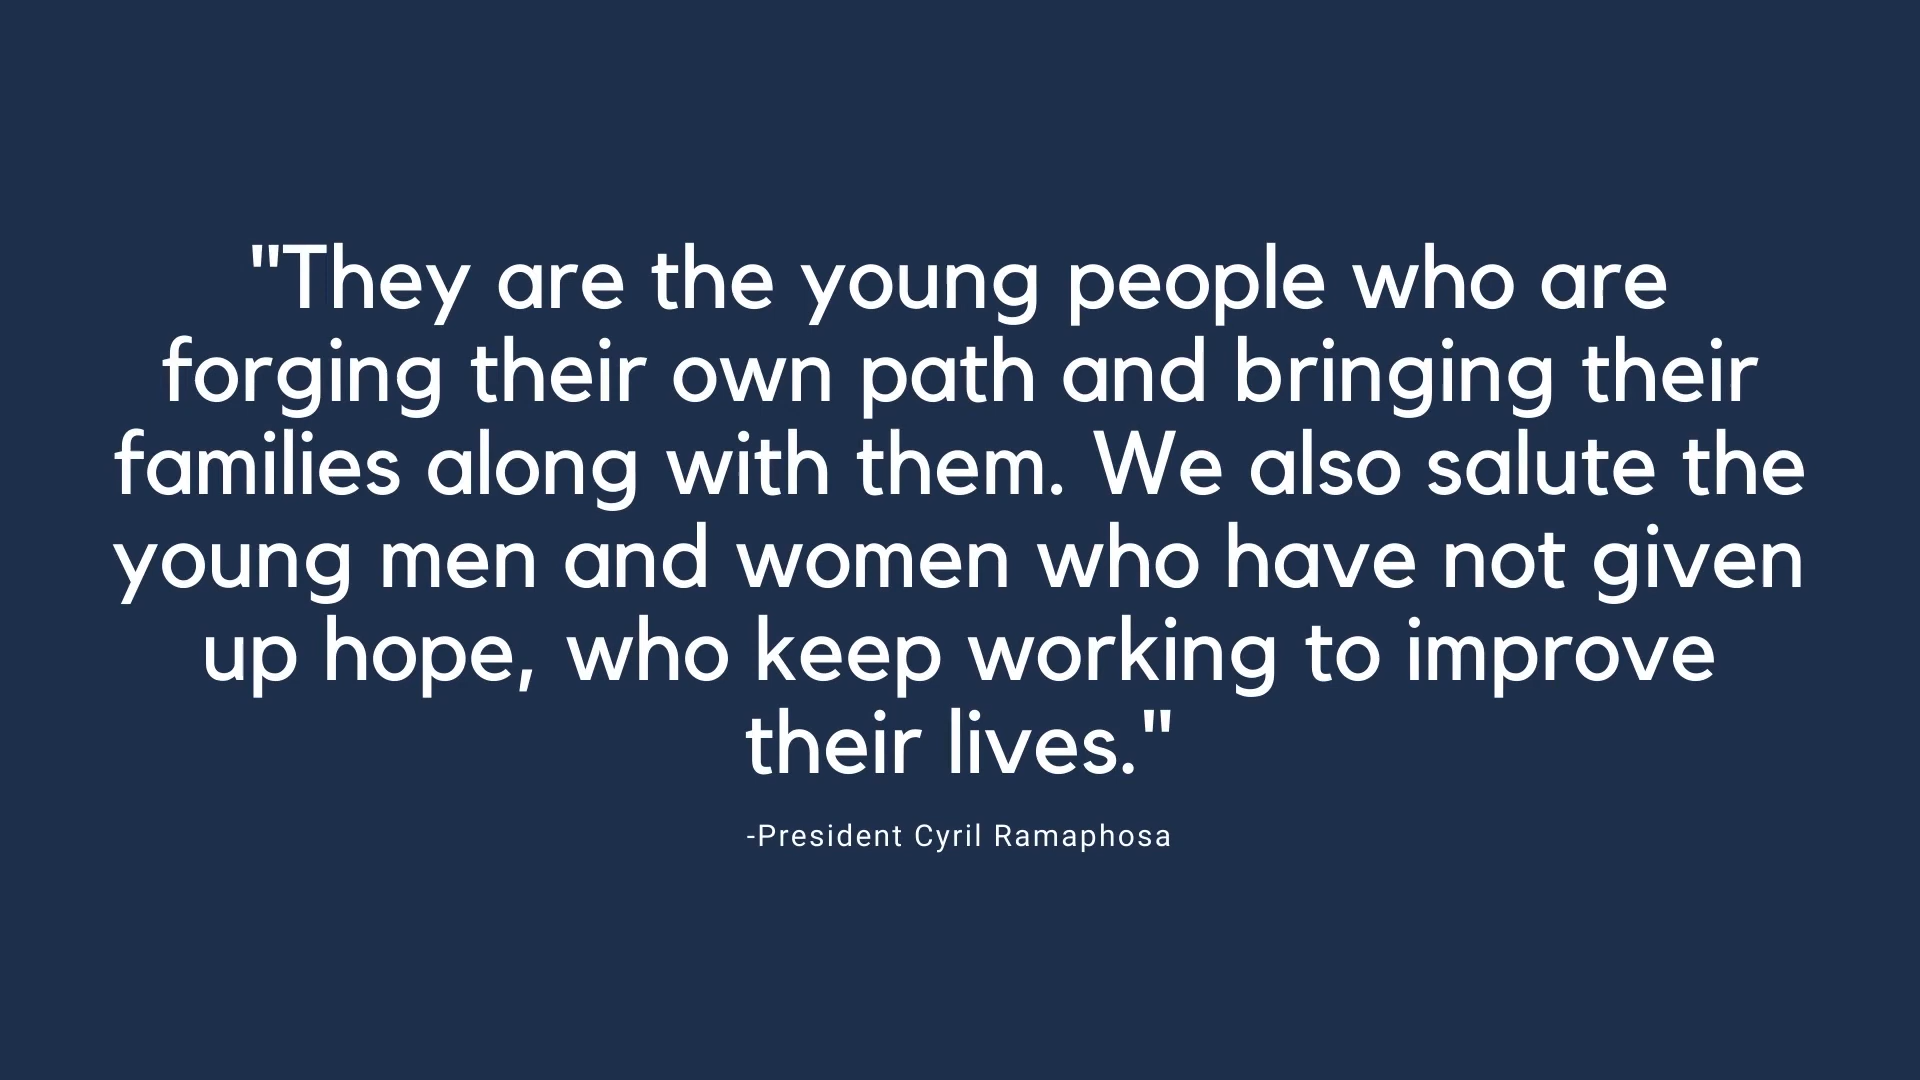 "They are the young people who are
forging their own path and bringing their
families along with them. We also salute the
young men and women who have not given
up hope, who keep working to improve
their lives."
-President Cyril Ramaphosa